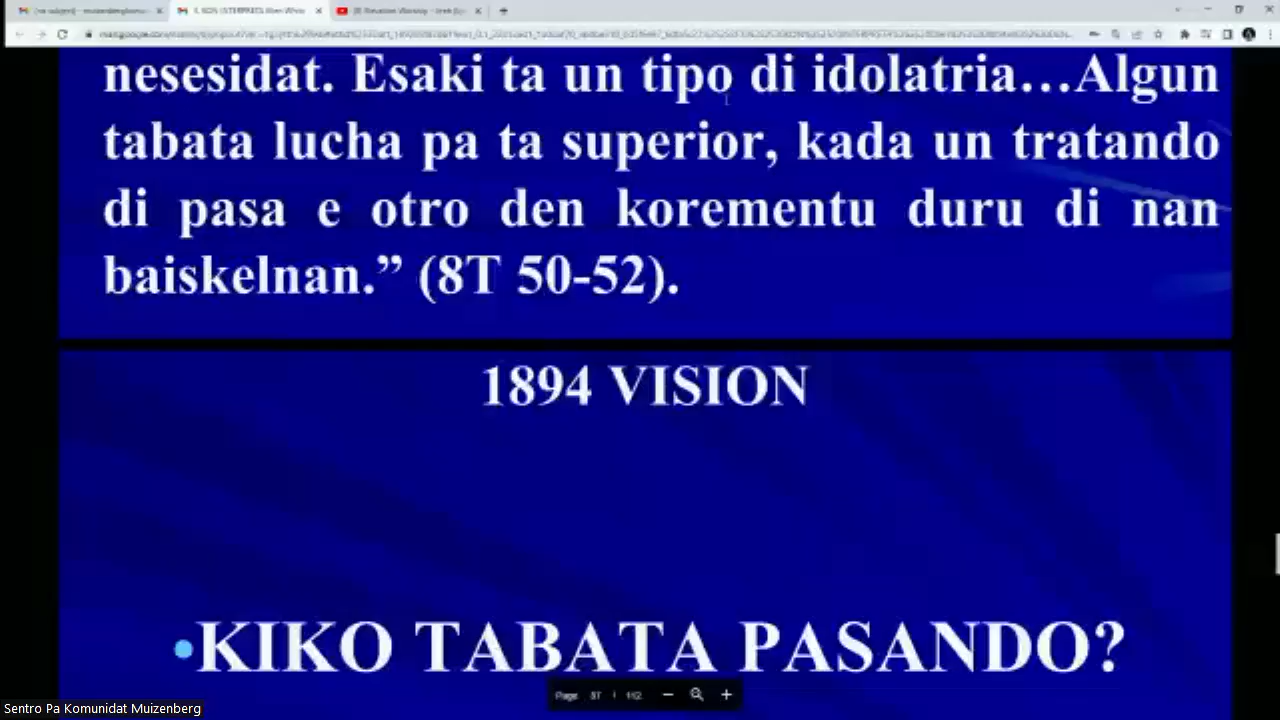 nesesidat. Esaki ta un tipo di idolatria…Algun
tabata lucha pa ta superior, kada un tratando
di pasa e otro den korementu duru di nan
baiskelnan.” (8T 50-52).
1894 VISION
•KIKO TABATA PASANDO?
Page
Sentro Pa Komunidat Muizenberg